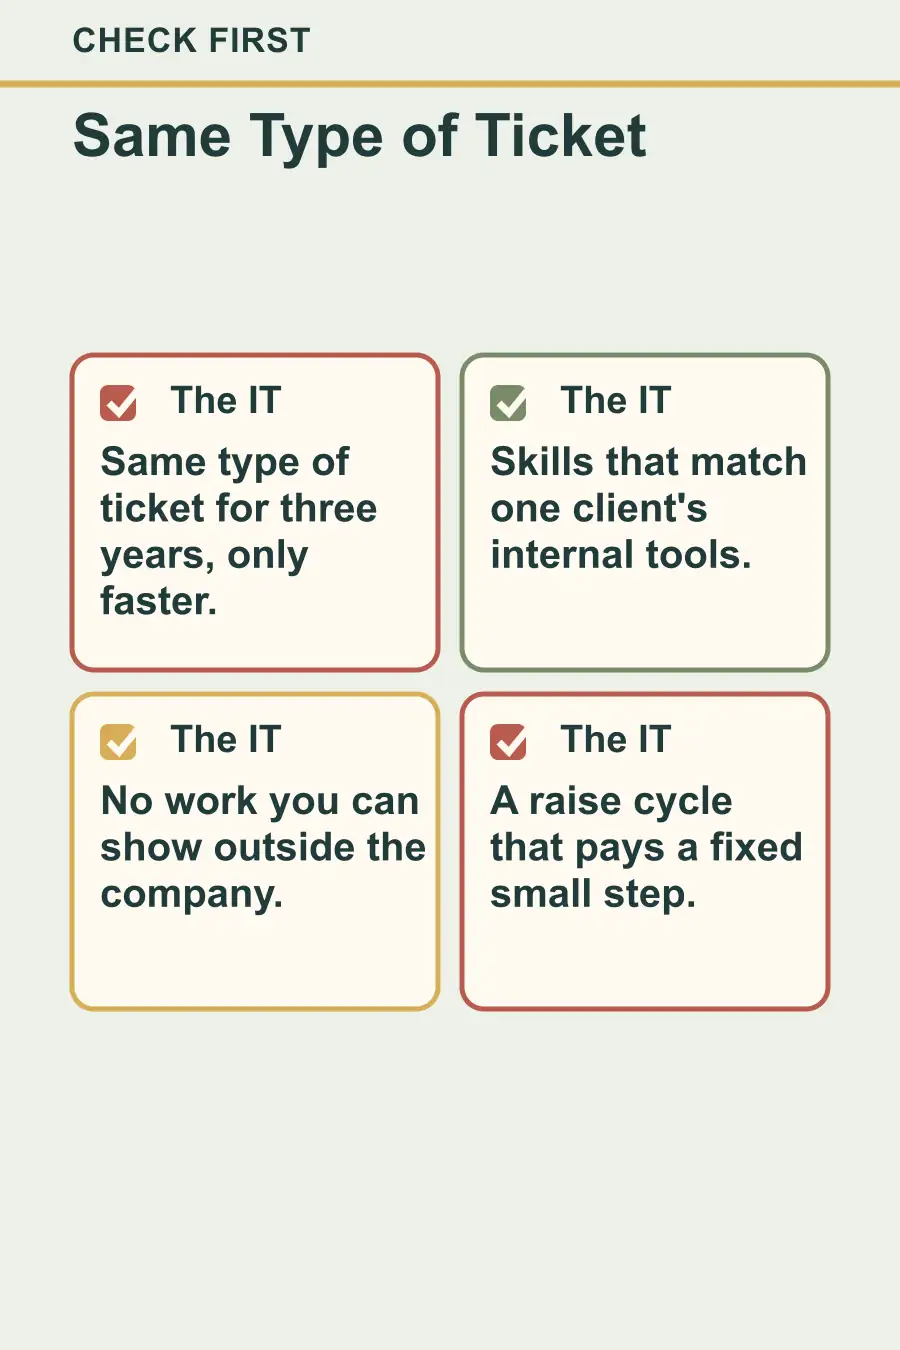 CHECK FIRST
Same Type of Ticket
The IT
Same type of
ticket for three
years, only
faster.
The IT
Skills that match
one client's
internal tools.
The IT
No work you can
show outside the
company.
The IT
A raise cycle
that pays a fixed
small step.